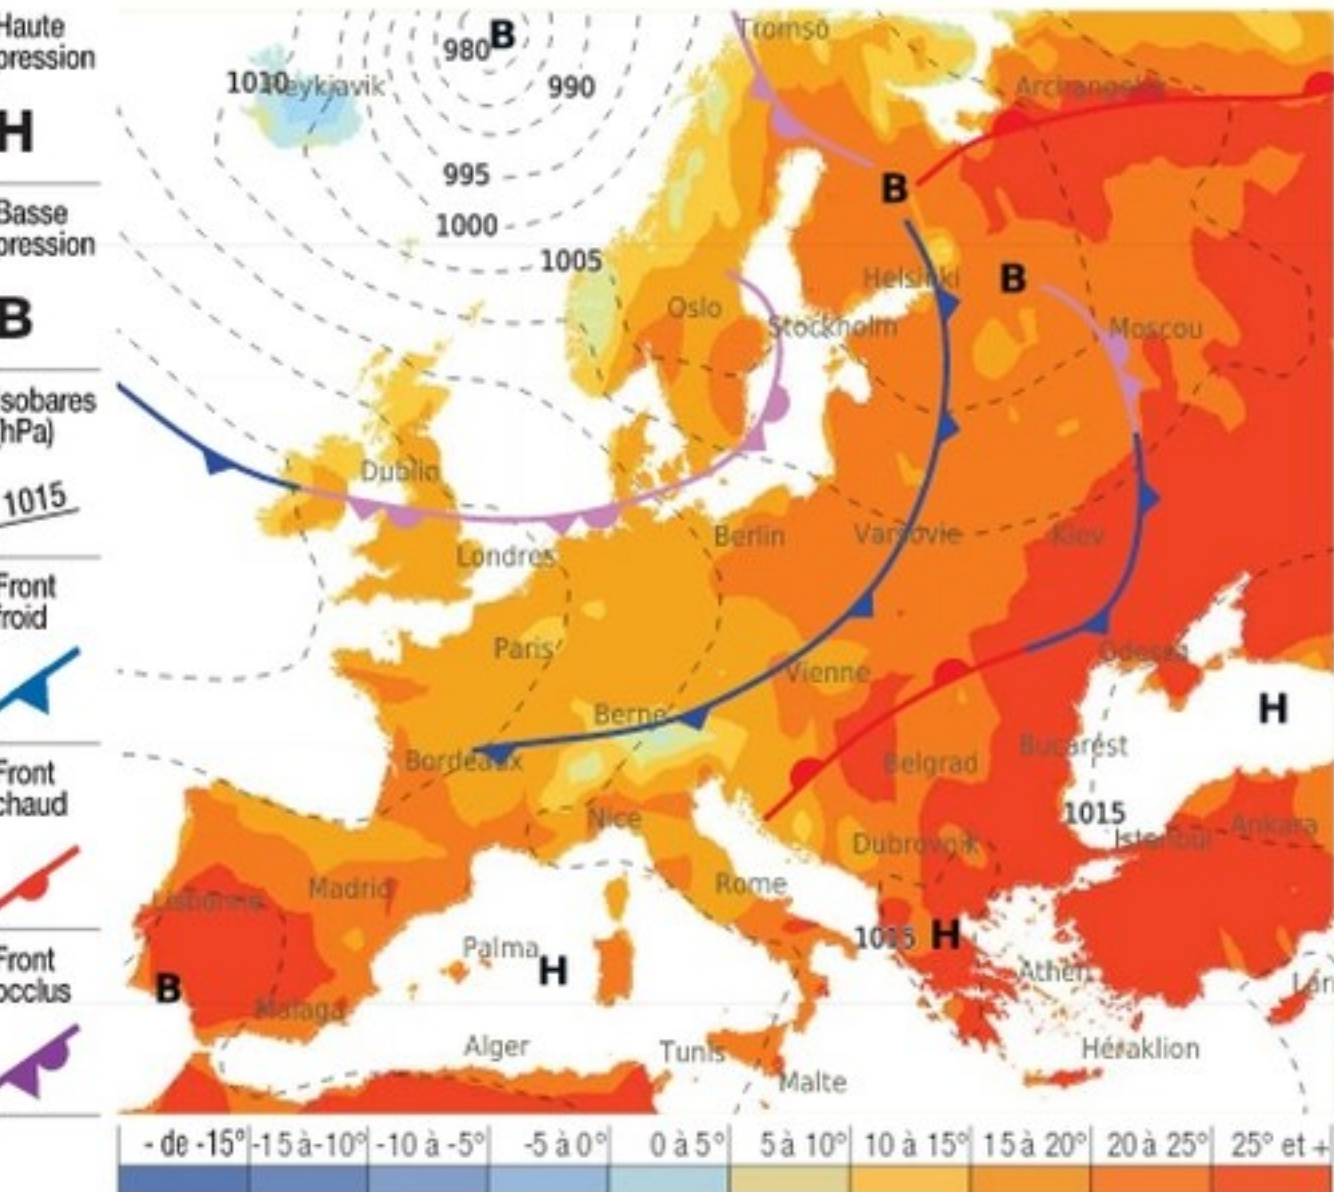 Haute
pression
H
Basse
pression
B
Isobares
(hPa)
1015
Front
froid
Front
chaud
Front
occlus
B
980
Tromsö
1010
Reykjavik
990
Archangelsk
995
B
1000
1005
Helsinki
B
Oslo
Stockholm
Moscou
Dublin
Berlin
Varsovie
Kiev
Londres
Paris
Odessa
Vienne
Berne
H
Bordeaux
Belgrad
Bucarest
Nice
1015
Istanbul
Ankara
Dubrovnik
Madrid
Rome
Lisbonne
Palma
H
1015
H
Athen
B
Malaga
Lar
Alger
Tunis
Héraklion
Malte
- de -15° -15 à -10° -10 à -5° -5 à 0° 0 à 5° 5 à 10° 10 à 15° 15 à 20° 20 à 25° 25° et +